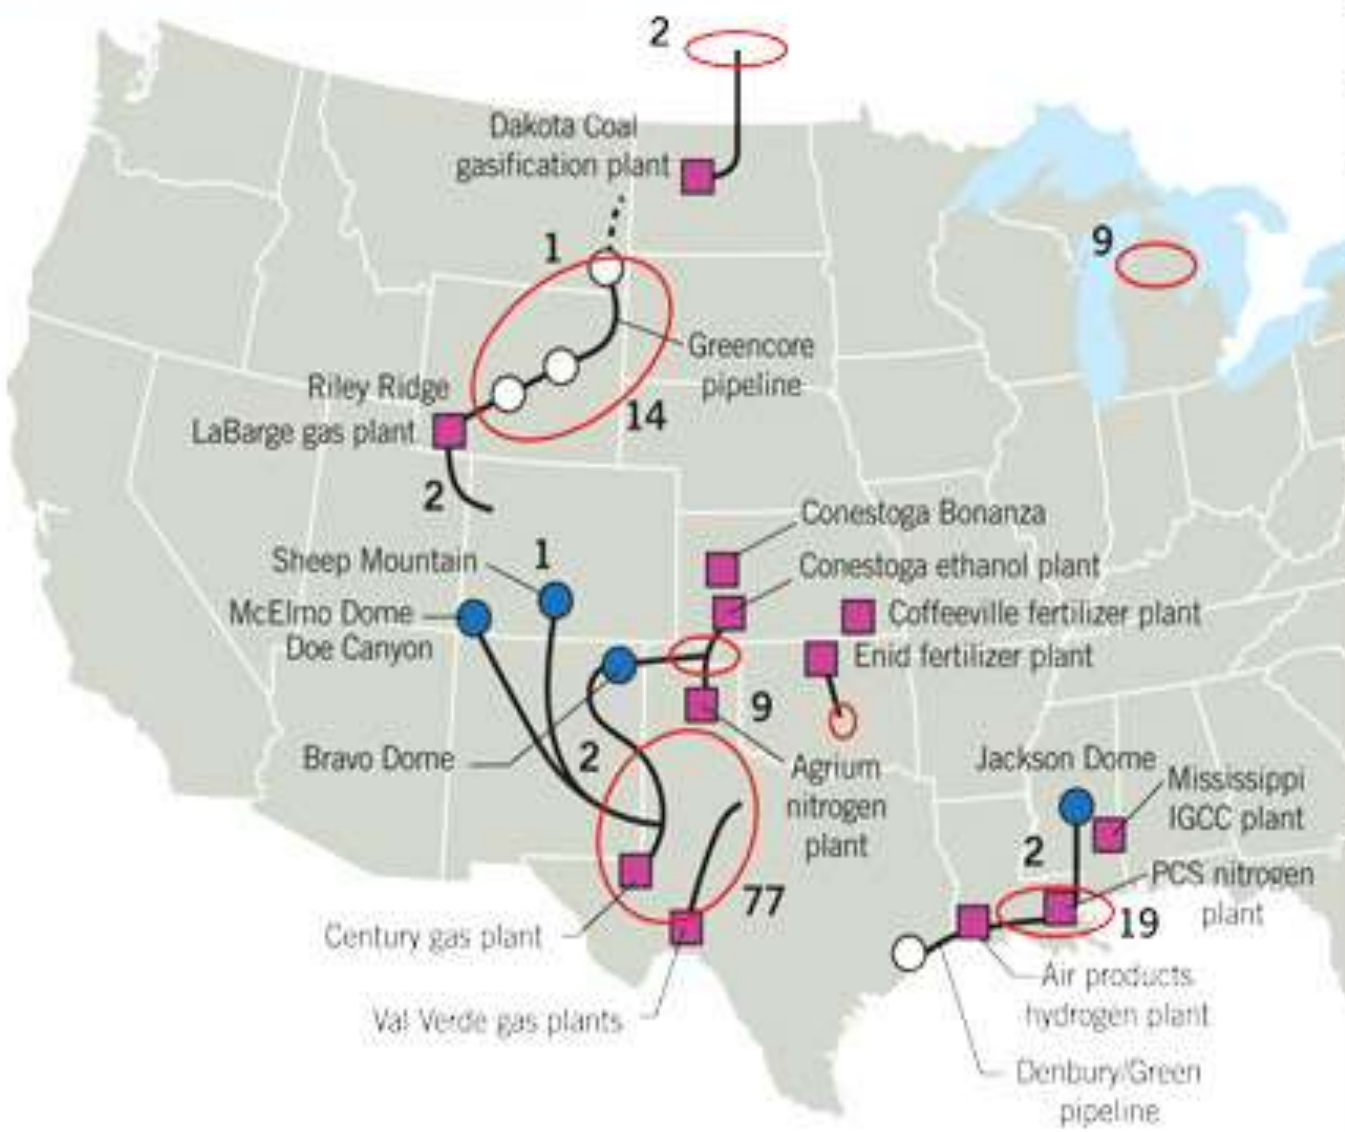 2
Dakota Coal
gasification plant
1
9
Greencore
pipeline
Riley Ridge
14
LaBarge gas plant
2
Conestoga Bonanza
Sheep Mountain
1
Conestoga ethanol plant
McElmo Dome
Doe Canyon
Coffeeville fertilizer plant
Enid fertilizer plant
9
Bravo Dome
2
Agrium
nitrogen
plant
Jackson Dome
Mississippi
IGCC plant
2
PCS nitrogen
plant
77
19
Century gas plant
Air products
hydrogen plant
Val Verde gas plants
Denbury/Green
pipeline